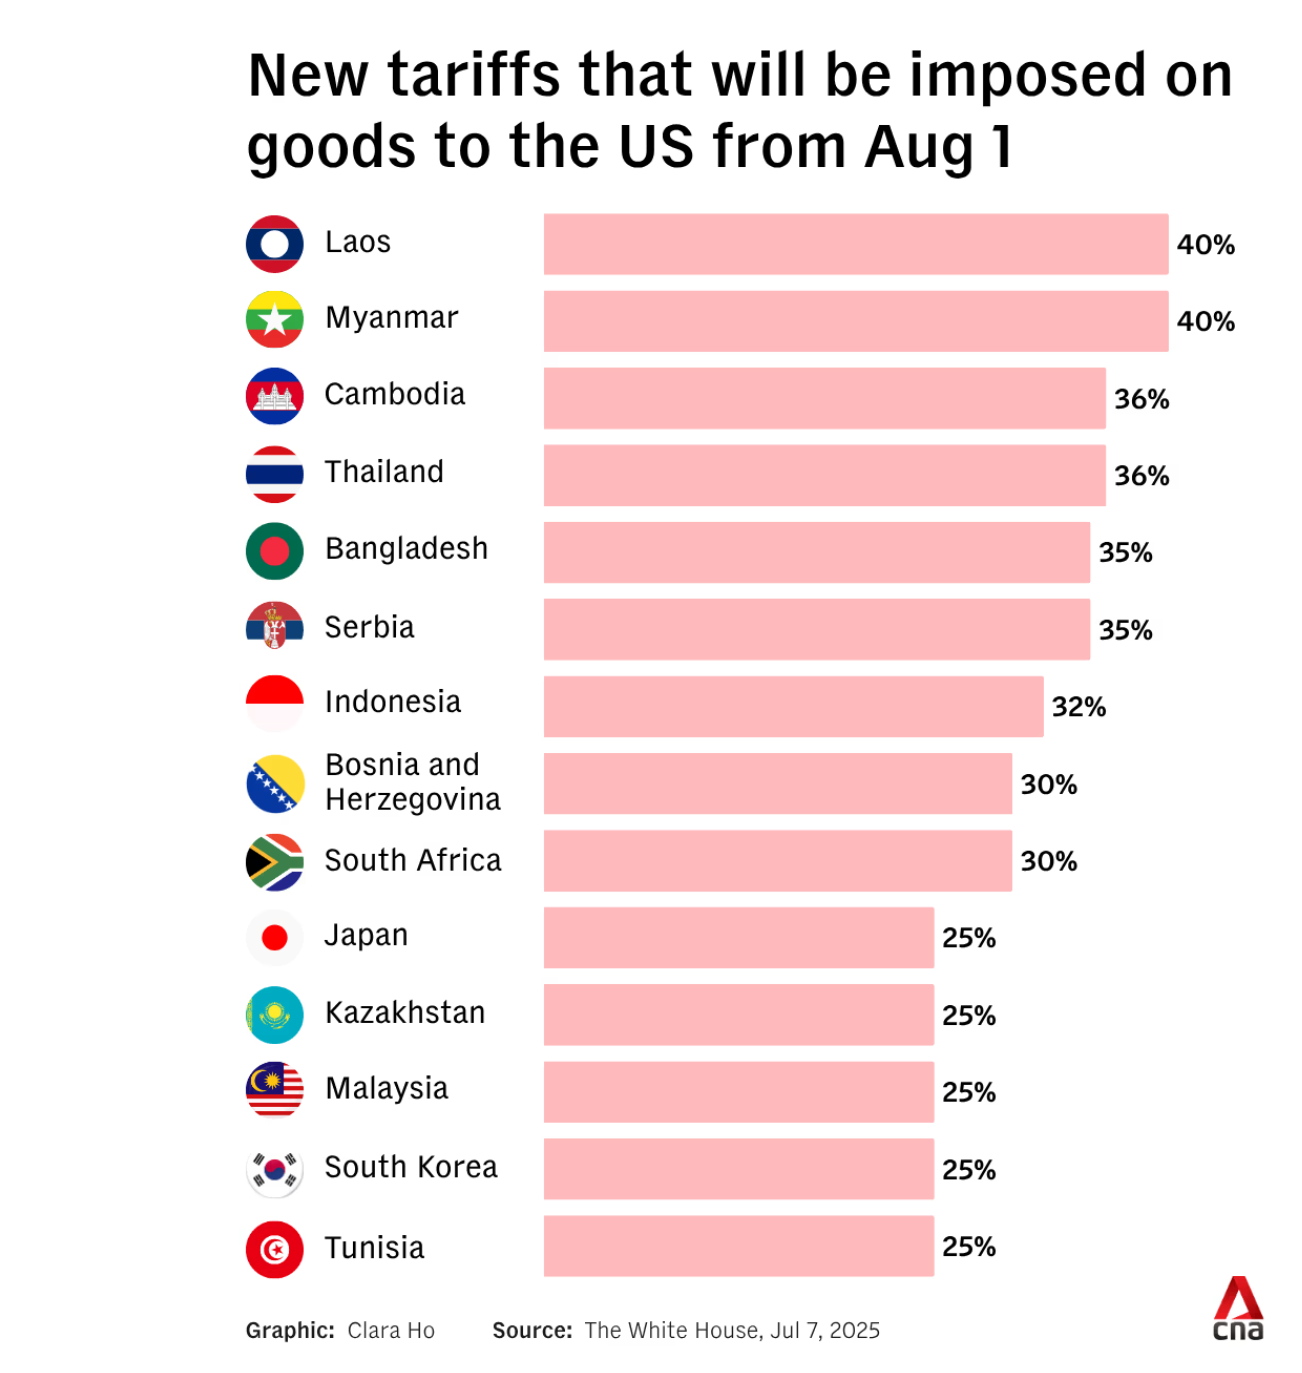 New tariffs that will be imposed on
goods to the US from Aug 1
Laos 40%
Myanmar 40%
Cambodia 36%
Thailand 36%
Bangladesh 35%
Serbia 35%
Indonesia 32%
Bosnia and
Herzegovina 30%
South Africa 30%
Japan 25%
Kazakhstan 25%
Malaysia 25%
South Korea 25%
Tunisia 25%
Graphic: Clara Ho Source: The White House, Jul 7, 2025
cna